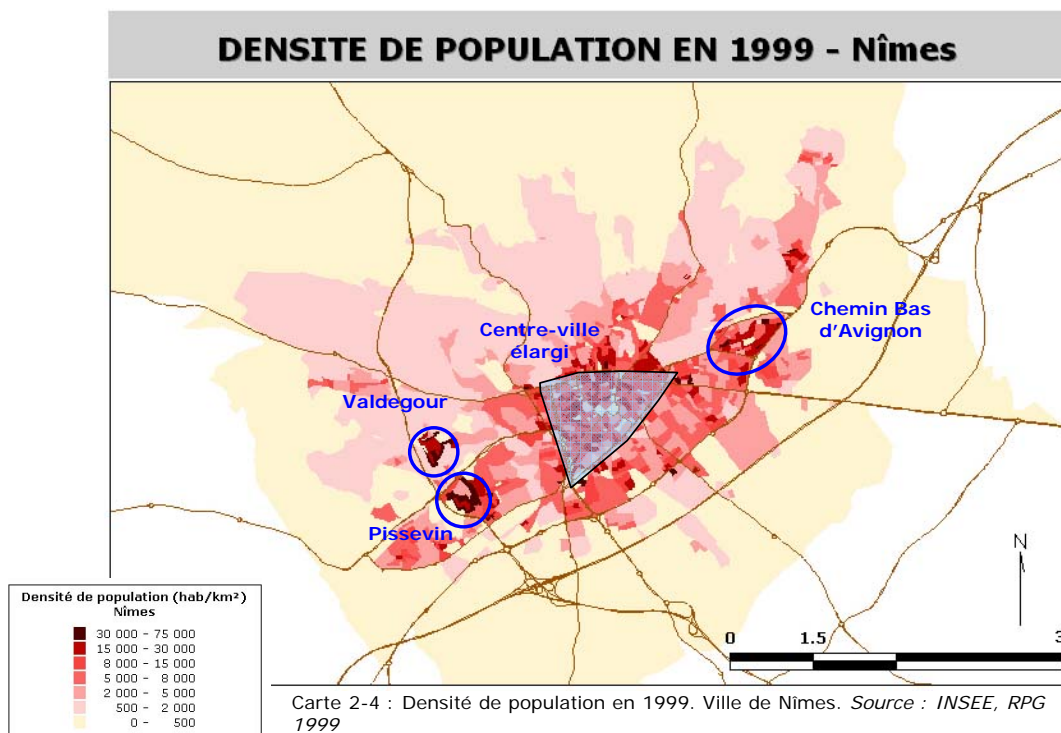 DENSITE DE POPULATION EN 1999 - Nîmes
Chemin Bas
d'Avignon
Centre-ville
élargi
Valdegour
Pissevin
N
0 1.5 3
Densité de population (hab/km²)
Nîmes
30 000 - 75 000
15 000 - 30 000
8 000 - 15 000
5 000 - 8 000
2 000 - 5 000
500 - 2 000
0 - 500
Carte 2-4 : Densité de population en 1999. Ville de Nîmes. Source : INSEE, RPG
1999